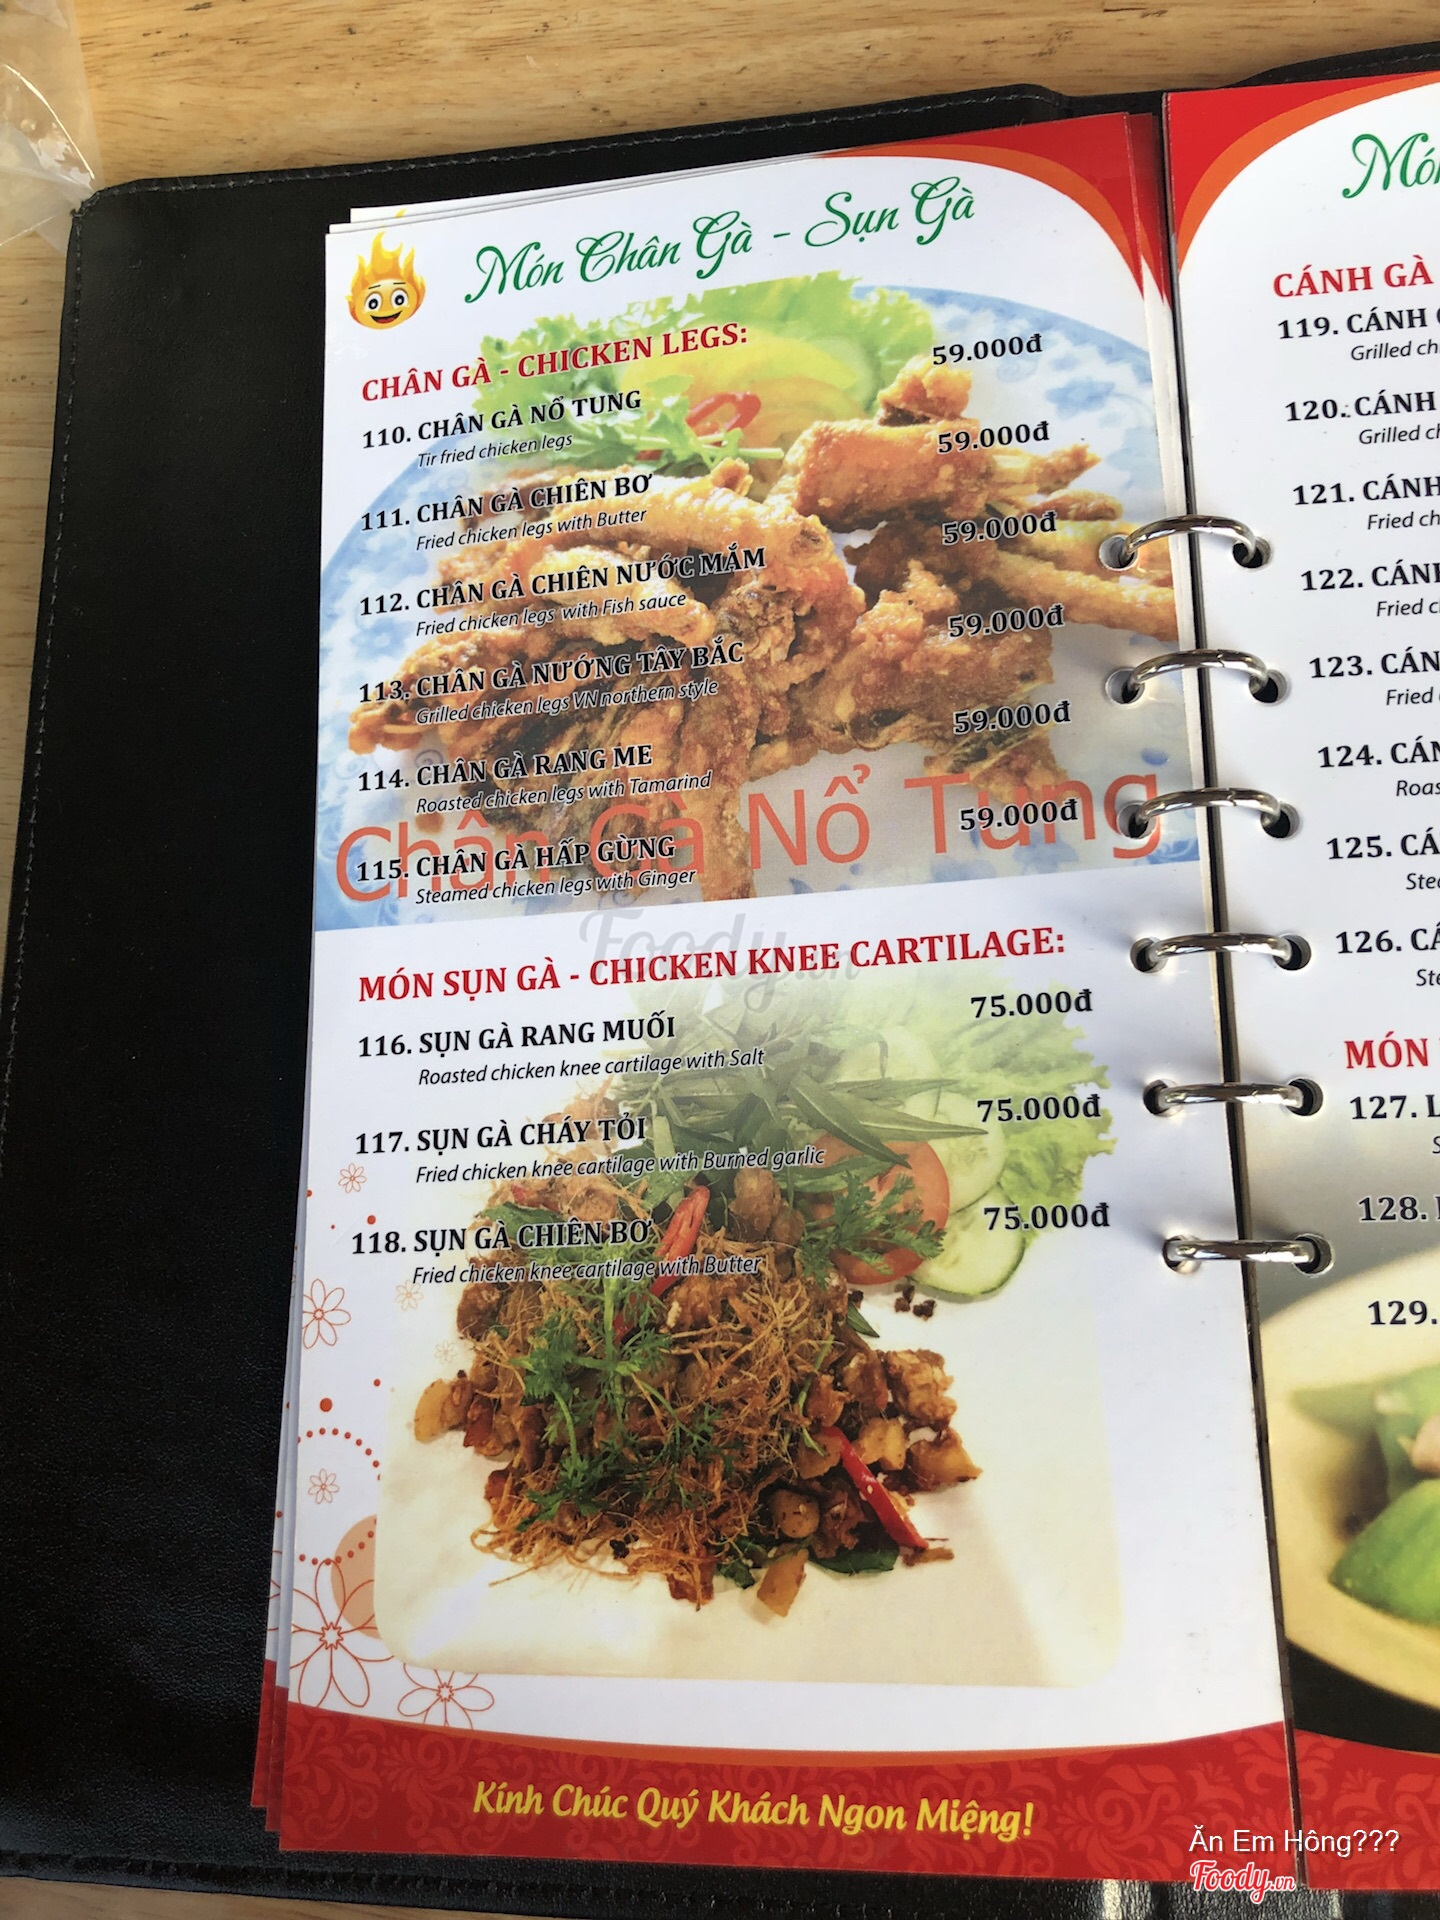 Món Chân Gà - Sụn Gà
CHÂN GÀ - CHICKEN LEGS:
110. CHÂN GÀ NỔ TUNG 59.000đ
Tir fried chicken legs
111. CHÂN GÀ CHIÊN BƠ 59.000đ
Fried chicken legs with Butter
112. CHÂN GÀ CHIÊN NƯỚC MẮM 59.000đ
Fried chicken legs with Fish sauce
113. CHÂN GÀ NƯỚNG TÂY BẮC 59.000đ
Grilled chicken legs VN northern style
114. CHÂN GÀ RANG ME 59.000đ
Roasted chicken legs with Tamarind
115. CHÂN GÀ HẤP GỪNG 59.000đ
Steamed chicken legs with Ginger
Chân Gà Nổ Tung
MÓN SỤN GÀ - CHICKEN KNEE CARTILAGE:
116. SỤN GÀ RANG MUỐI 75.000đ
Roasted chicken knee cartilage with Salt
117. SỤN GÀ CHÁY TỎI 75.000đ
Fried chicken knee cartilage with Burned garlic
118. SỤN GÀ CHIÊN BƠ 75.000đ
Fried chicken knee cartilage with Butter
Kính Chúc Quý Khách Ngon Miệng!
Món
CÁNH GÀ
119. CÁNH
Grilled
120. CÁNH
Grilled
121. CÁNH
Fried
122. CÁNH
Fried
123.
Fried
124.
125.
126.
MÓN
127.
128.
129.
Foody.vn
Ăn Em Hông???
Foody.vn